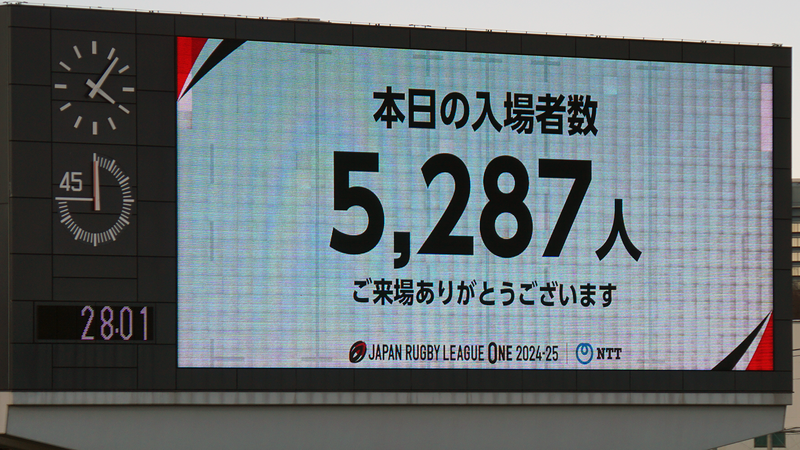 本日の入場者数
5,287人
ご来場ありがとうございます
JAPAN RUGBY LEAGUE ONE 2024-25 NTT
45
28:01